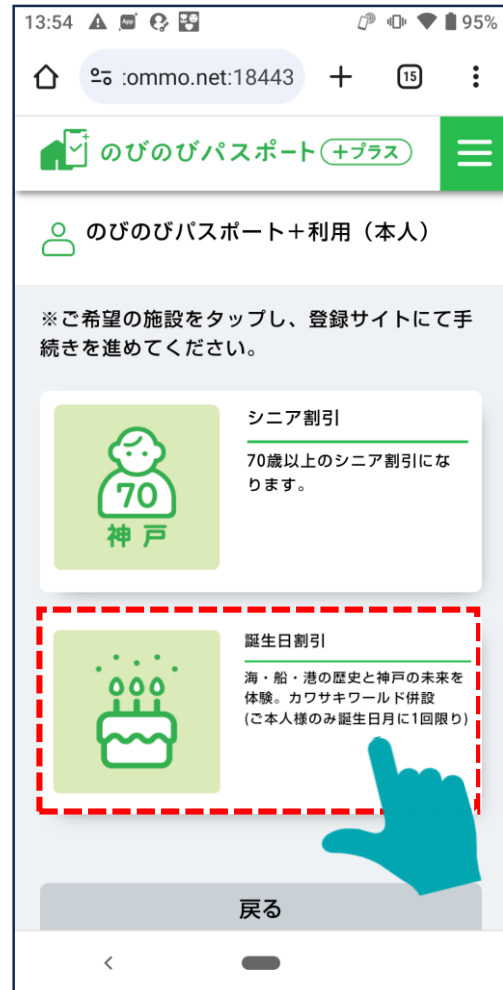 13:54
95%
:ommo.net:18443
15
のびのびパスポート +プラス
のびのびパスポート+利用（本人）
※ご希望の施設をタップし、登録サイトにて手
続きを進めてください。
シニア割引
70歳以上のシニア割引にな
ります。
70
神戸
誕生日割引
海・船・港の歴史と神戸の未来を
体験。カワサキワールド併設
(ご本人様のみ誕生日月に1回限り)
戻る